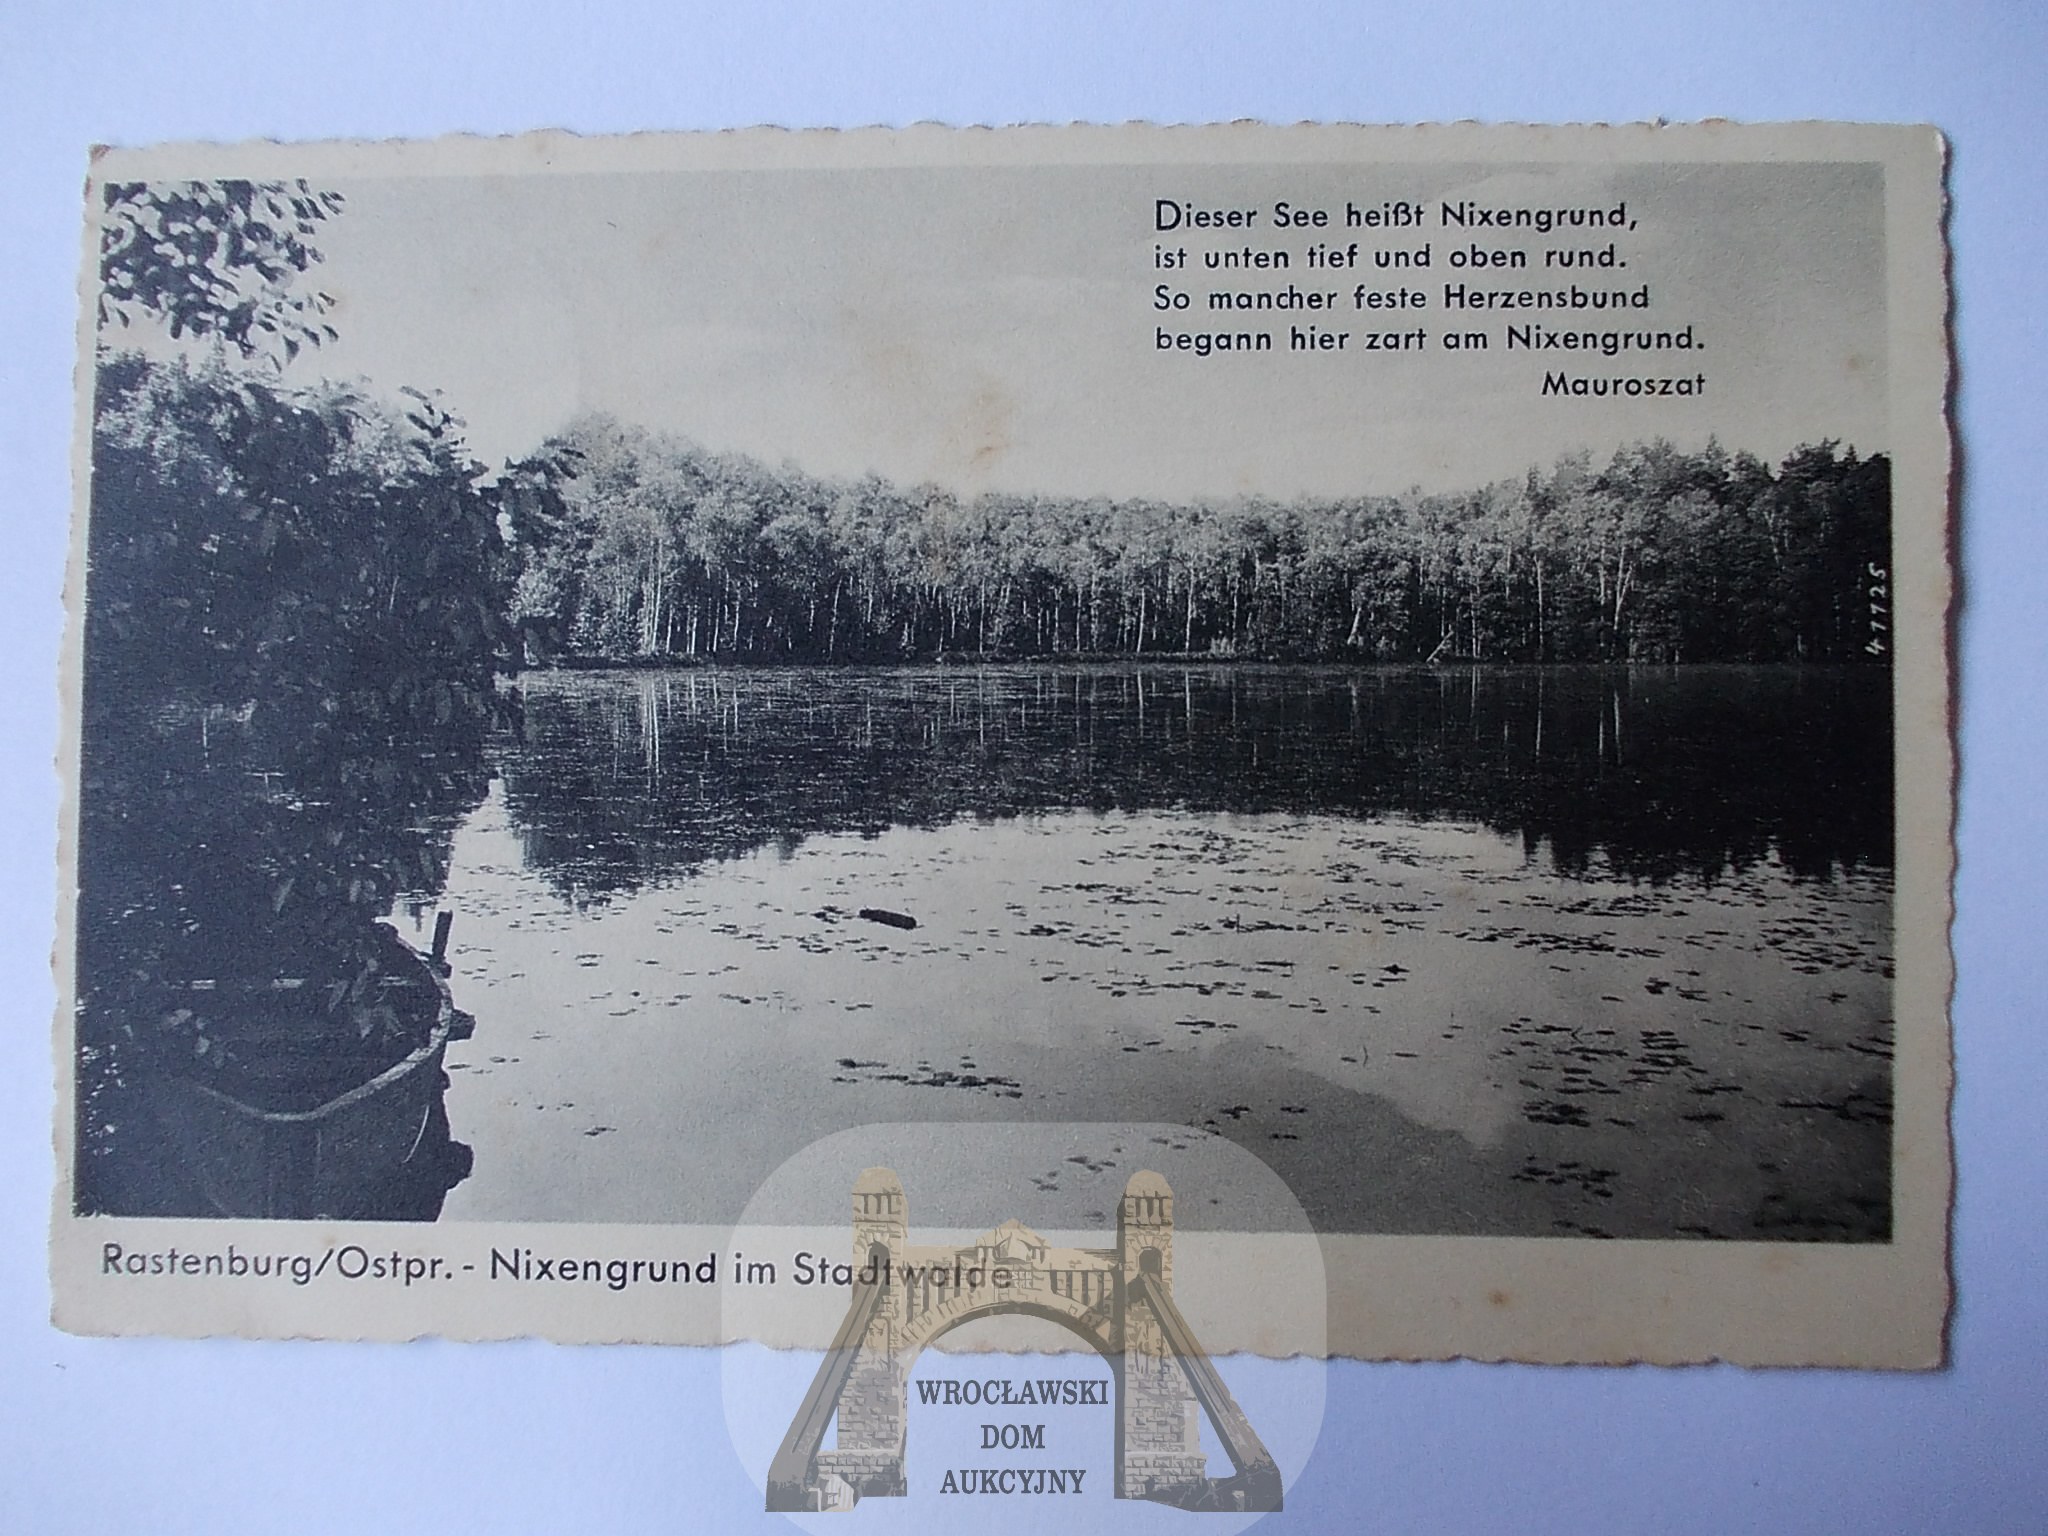 Dieser See heißt Nixengrund,
ist unten tief und oben rund.
So mancher feste Herzensbund
begann hier zart am Nixengrund.
Mauroszat
47725
Rastenburg/Ostpr. - Nixengrund im Stadtwalde
WROCŁAWSKI
DOM
AUKCYJNY